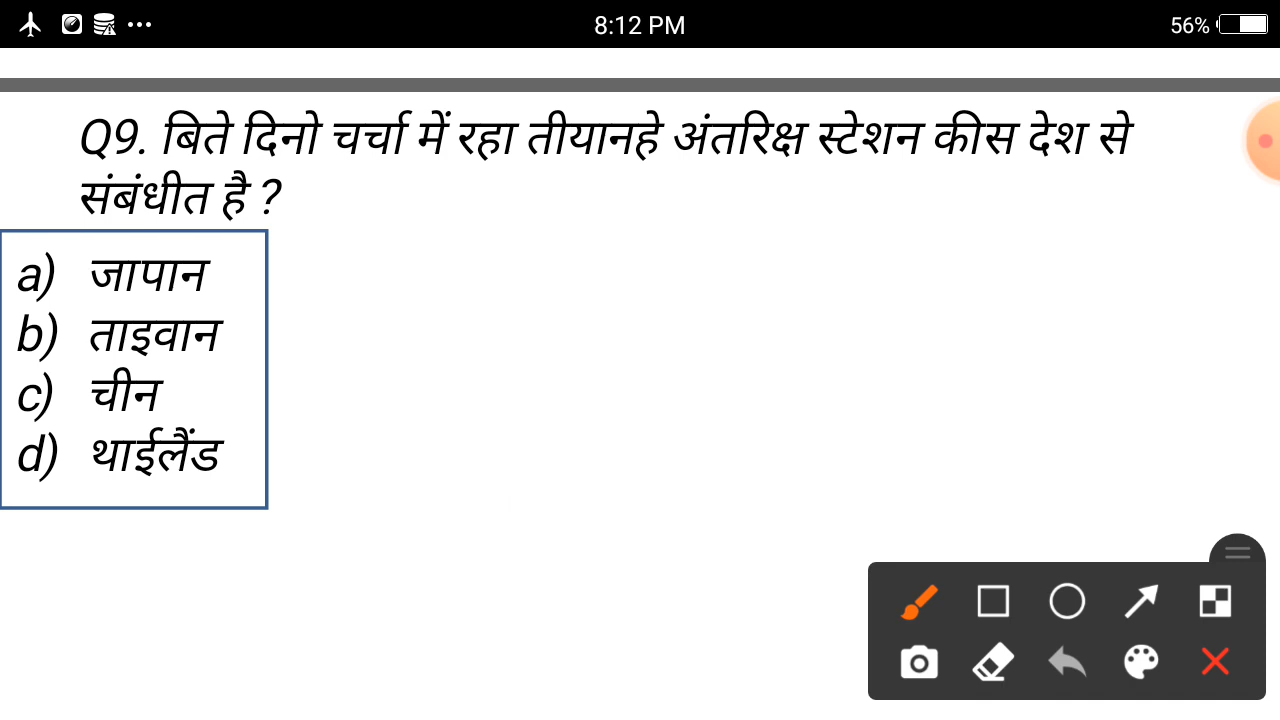 8:12 PM
56%
Q9. बिते दिनो चर्चा में रहा तीयानहे अंतरिक्ष स्टेशन कीस देश से
संबंधीत है ?
a) जापान
b) ताइवान
c) चीन
d) थाईलैंड